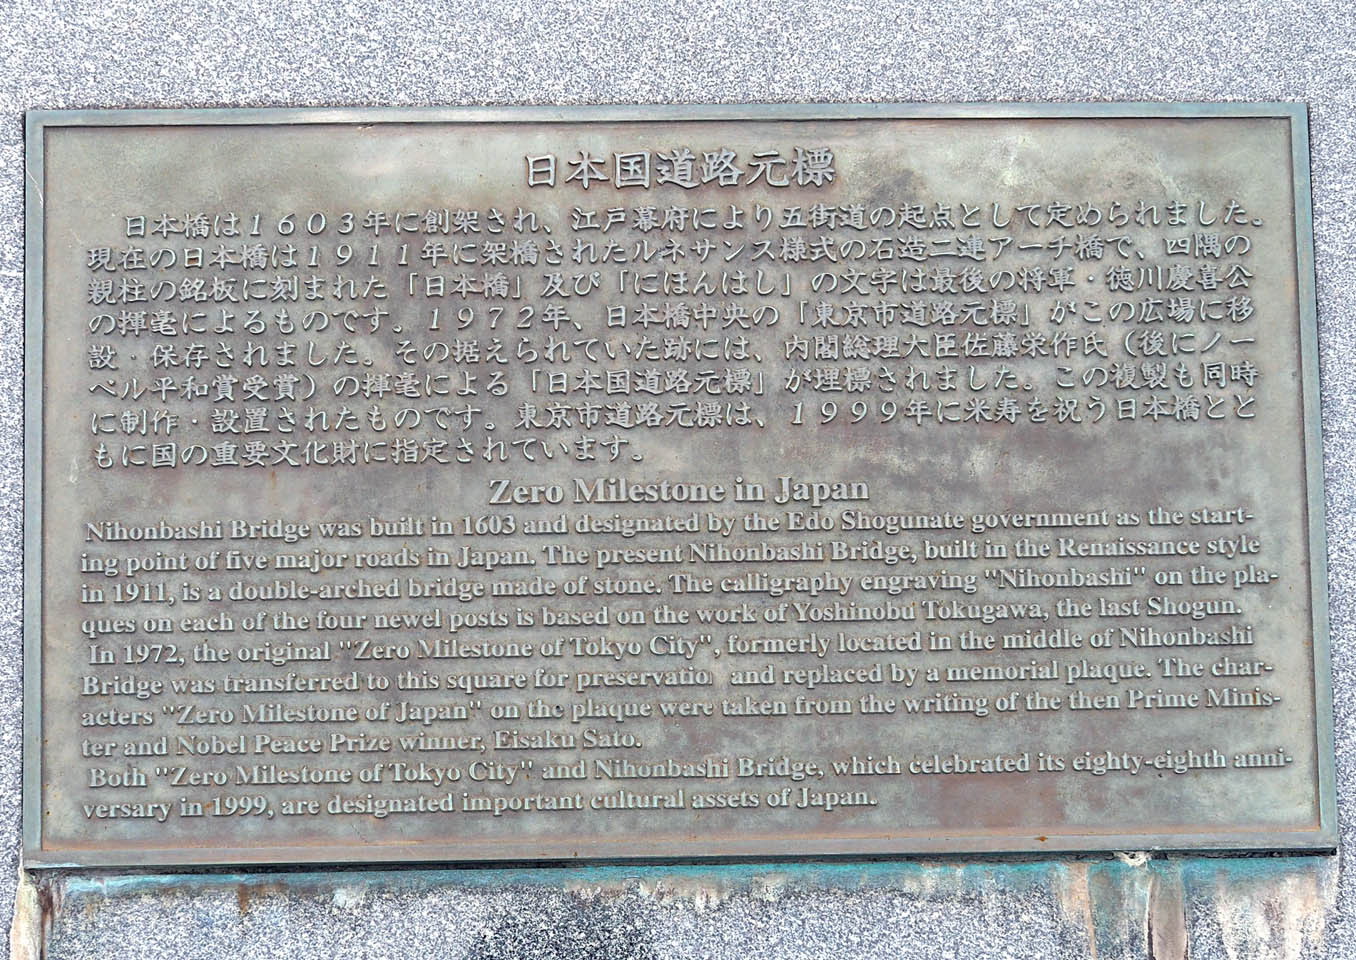 日本国道路元標
日本橋は１６０３年に創架され、江戸幕府により五街道の起点として定められました。
現在の日本橋は１９１１年に架橋されたルネサンス様式の石造二連アーチ橋で、四隅の
親柱の銘板に刻まれた「日本橋」及び「にほんはし」の文字は最後の将軍・徳川慶喜公
の揮毫によるものです。１９７２年、日本橋中央の「東京市道路元標」がこの広場に移
設・保存されました。その据えられていた跡には、内閣総理大臣佐藤栄作氏（後にノー
ベル平和賞受賞）の揮毫による「日本国道路元標」が埋標されました。この複製も同時
に制作・設置されたものです。東京市道路元標は、１９９９年に米寿を祝う日本橋とと
もに国の重要文化財に指定されています。
Zero Milestone in Japan
Nihonbashi Bridge was built in 1603 and designated by the Edo Shogunate government as the start-
ing point of five major roads in Japan. The present Nihonbashi Bridge, built in the Renaissance style
in 1911, is a double-arched bridge made of stone. The calligraphy engraving "Nihonbashi" on the pla-
ques on each of the four newel posts is based on the work of Yoshinobu Tokugawa, the last Shogun.
In 1972, the original "Zero Milestone of Tokyo City", formerly located in the middle of Nihonbashi
Bridge was transferred to this square for preservation and replaced by a memorial plaque. The char-
acters "Zero Milestone of Japan" on the plaque were taken from the writing of the then Prime Minis-
ter and Nobel Peace Prize winner, Eisaku Sato.
Both "Zero Milestone of Tokyo City" and Nihonbashi Bridge, which celebrated its eighty-eighth anni-
versary in 1999, are designated important cultural assets of Japan.